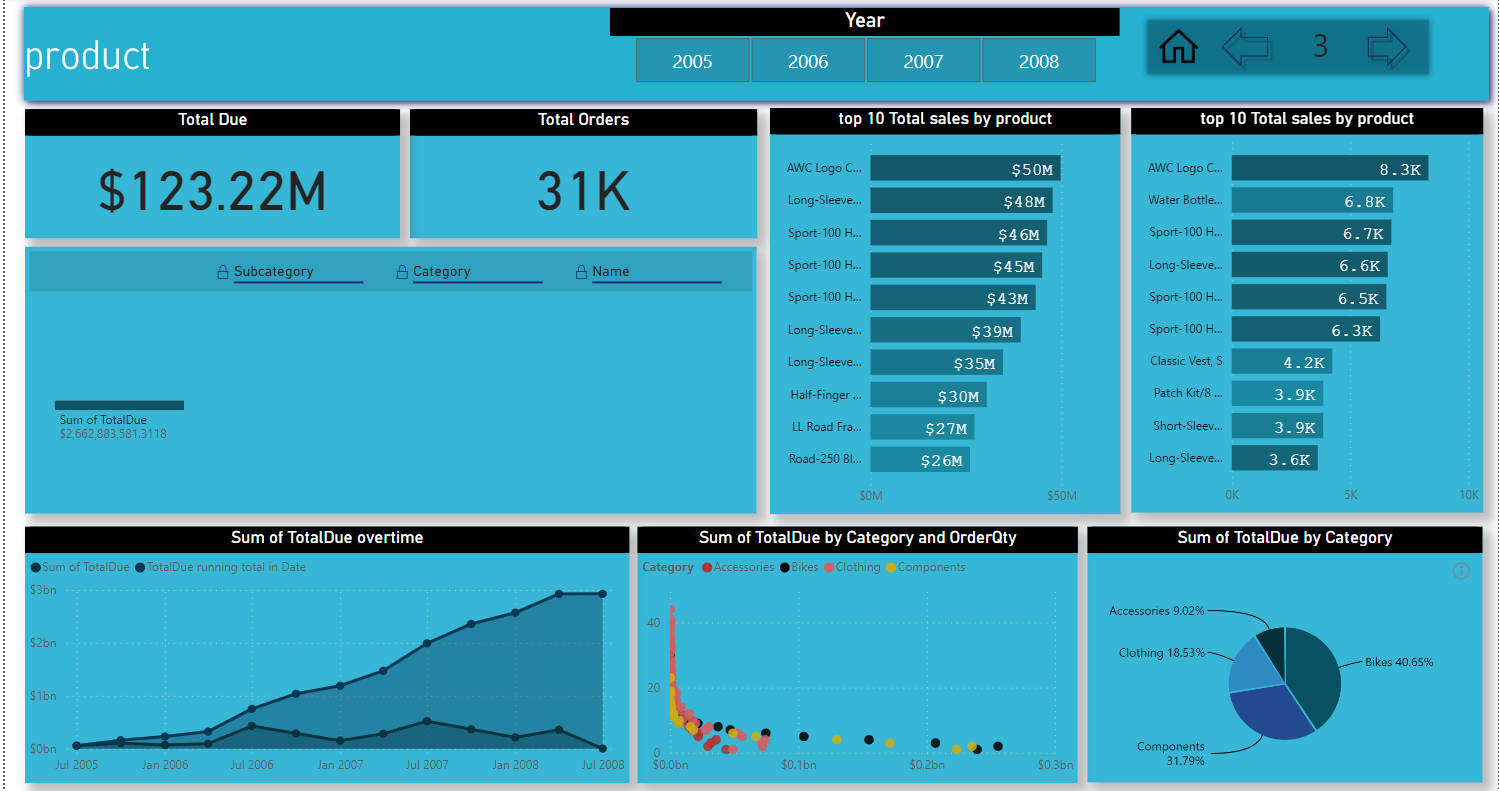 product
Year
2005 2006 2007 2008
3
Total Due
$123.22M
Total Orders
31K
Subcategory Category Name
Sum of TotalDue
$2,662,883,581.3118
top 10 Total sales by product
AWC Logo C... $50M
Long-Sleeve... $48M
Sport-100 H... $46M
Sport-100 H... $45M
Sport-100 H... $43M
Long-Sleeve... $39M
Long-Sleeve... $35M
Half-Finger ... $30M
LL Road Fra... $27M
Road-250 Bl... $26M
$0M $50M
top 10 Total sales by product
AWC Logo C... 8.3K
Water Bottle... 6.8K
Sport-100 H... 6.7K
Long-Sleeve... 6.6K
Sport-100 H... 6.5K
Sport-100 H... 6.3K
Classic Vest, S 4.2K
Patch Kit/8 ... 3.9K
Short-Sleev... 3.9K
Long-Sleeve... 3.6K
0K 5K 10K
Sum of TotalDue overtime
Sum of TotalDue TotalDue running total in Date
$3bn
$2bn
$1bn
$0bn
Jul 2005 Jan 2006 Jul 2006 Jan 2007 Jul 2007 Jan 2008 Jul 2008
Sum of TotalDue by Category and OrderQty
Category Accessories Bikes Clothing Components
40
20
0
$0.0bn $0.1bn $0.2bn $0.3bn
Sum of TotalDue by Category
Accessories 9.02%
Clothing 18.53%
Bikes 40.65%
Components
31.79%